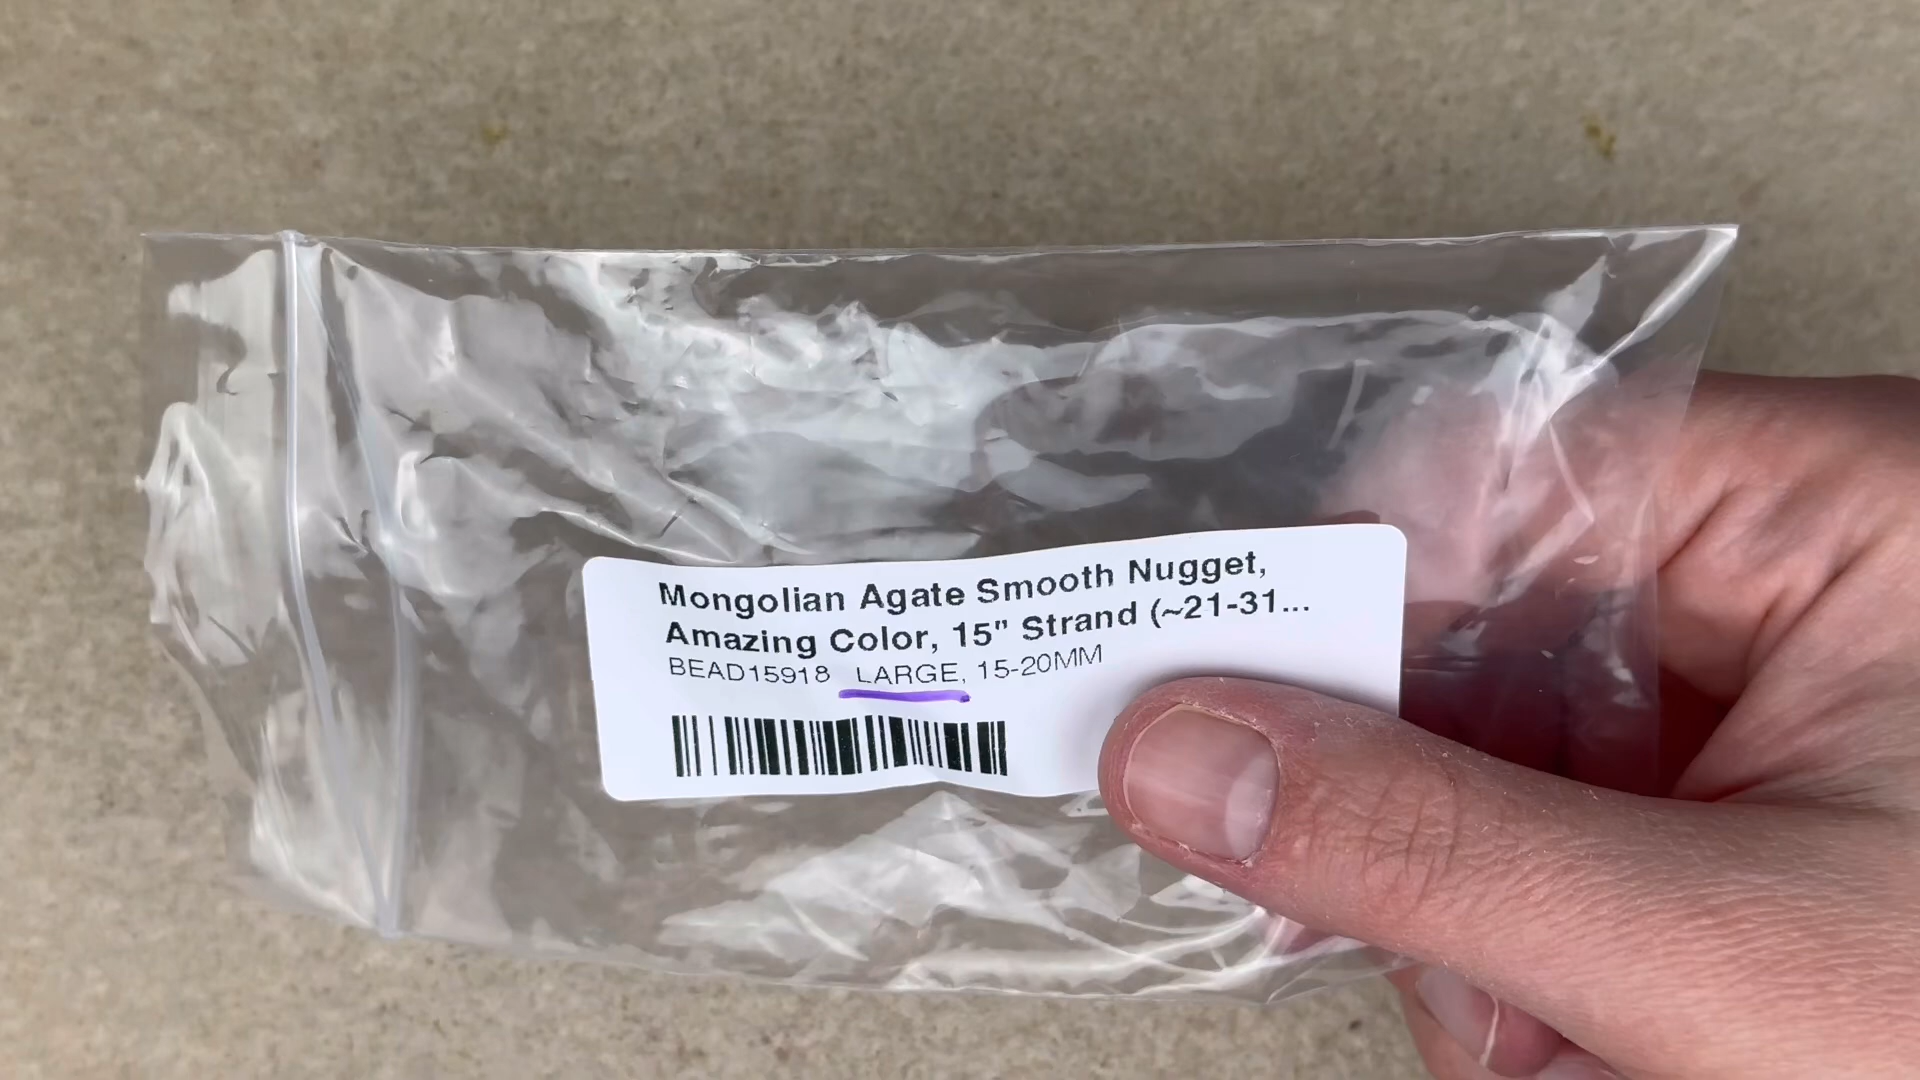 Mongolian Agate Smooth Nugget,
Amazing Color, 15" Strand (~21-31...
BEAD15918 LARGE, 15-20MM